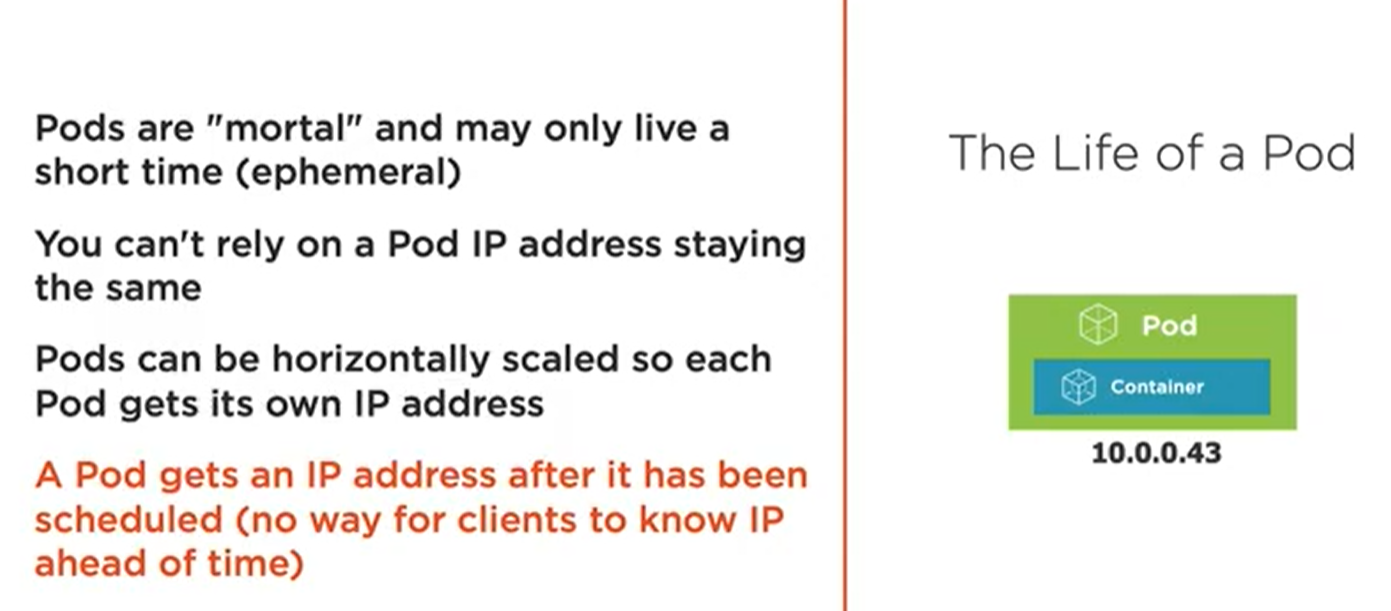 Pods are "mortal" and may only live a
short time (ephemeral)
You can't rely on a Pod IP address staying
the same
Pods can be horizontally scaled so each
Pod gets its own IP address
A Pod gets an IP address after it has been
scheduled (no way for clients to know IP
ahead of time)
The Life of a Pod
Pod
Container
10.0.0.43